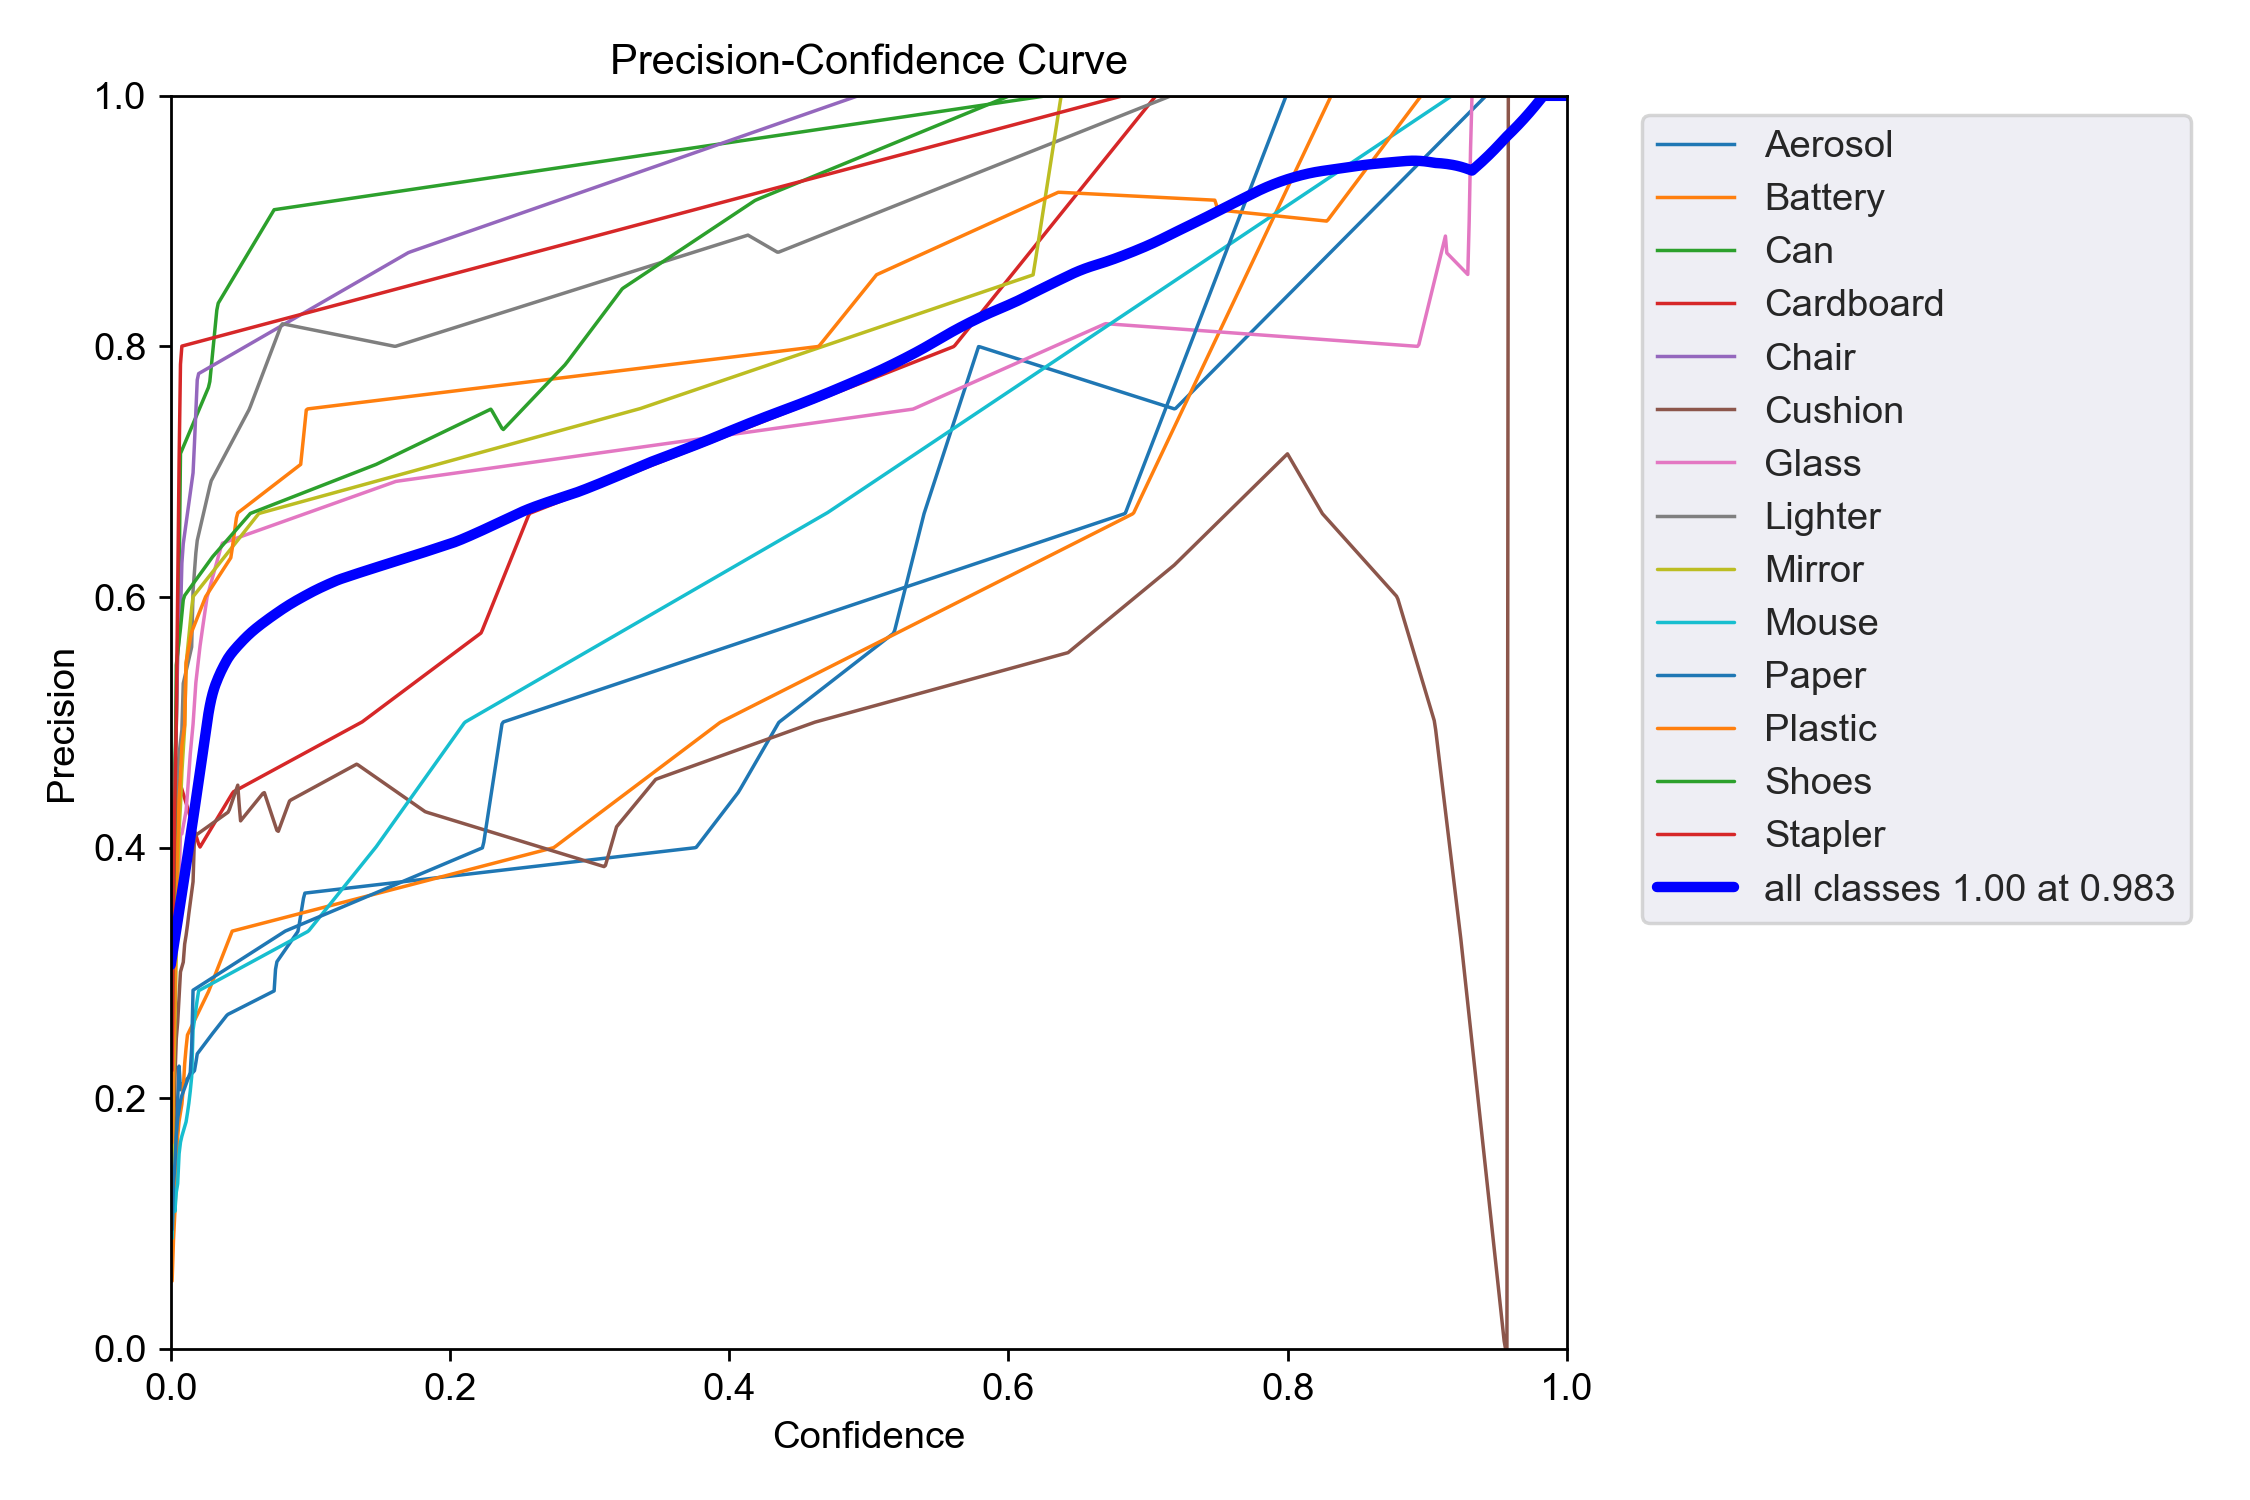 Precision-Confidence Curve
1.0
0.8
0.6
0.4
0.2
0.0
Precision
0.0 0.2 0.4 0.6 0.8 1.0
Confidence
Aerosol
Battery
Can
Cardboard
Chair
Cushion
Glass
Lighter
Mirror
Mouse
Paper
Plastic
Shoes
Stapler
all classes 1.00 at 0.983